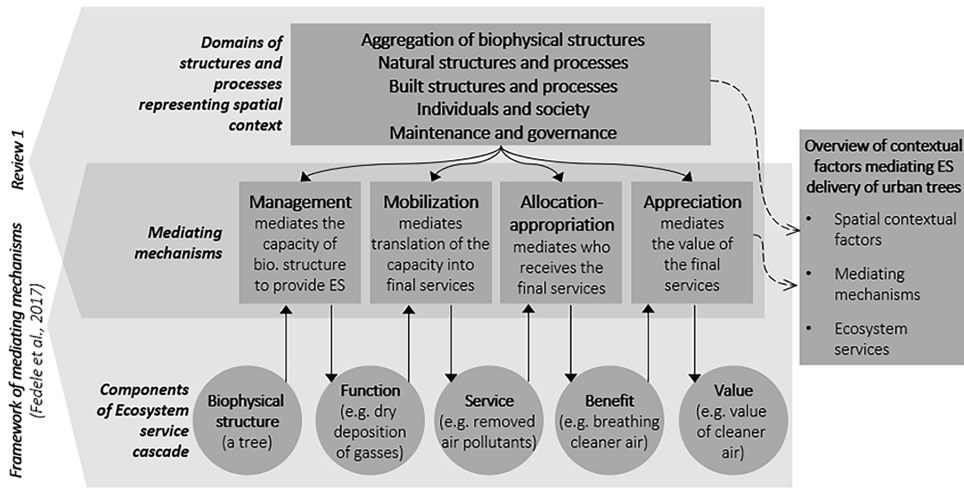 Review 1
Framework of mediating mechanisms
(Fedele et al., 2017)
Domains of
structures and
processes
representing spatial
context
Aggregation of biophysical structures
Natural structures and processes
Built structures and processes
Individuals and society
Maintenance and governance
Mediating
mechanisms
Management
mediates the
capacity of
bio. structure
to provide ES
Mobilization
mediates
translation of the
capacity into
final services
Allocation-
appropriation
mediates who
receives the
final services
Appreciation
mediates
the value of
the final
services
Components
of Ecosystem
service
cascade
Biophysical
structure
(a tree)
Function
(e.g. dry
deposition
of gasses)
Service
(e.g. removed
air pollutants)
Benefit
(e.g. breathing
cleaner air)
Value
(e.g. value
of cleaner
air)
Overview of contextual
factors mediating ES
delivery of urban trees
• Spatial contextual
factors
• Mediating
mechanisms
• Ecosystem
services